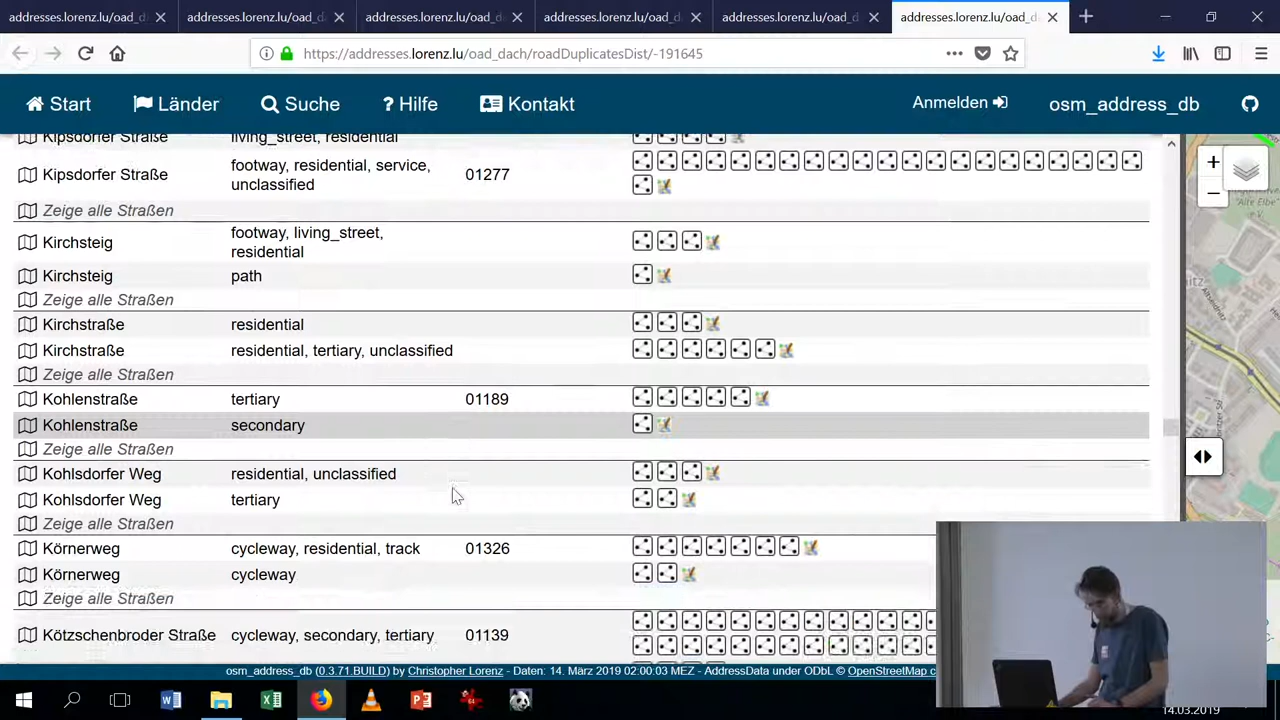 addresses.lorenz.lu/oad_da
addresses.lorenz.lu/oad_d
addresses.lorenz.lu/oad_d
addresses.lorenz.lu/oad_d
addresses.lorenz.lu/oad_d
addresses.lorenz.lu/oad_d
https://addresses.lorenz.lu/oad_dach/roadDuplicatesDist/-191645
Start Länder Suche ? Hilfe Kontakt Anmelden osm_address_db
Kipsdorfer Straße living_street, residential
Kipsdorfer Straße footway, residential, service, unclassified 01277
Zeige alle Straßen
Kirchsteig footway, living_street, residential
Kirchsteig path
Zeige alle Straßen
Kirchstraße residential
Kirchstraße residential, tertiary, unclassified
Zeige alle Straßen
Kohlenstraße tertiary 01189
Kohlenstraße secondary
Zeige alle Straßen
Kohlsdorfer Weg residential, unclassified
Kohlsdorfer Weg tertiary
Zeige alle Straßen
Körnerweg cycleway, residential, track 01326
Körnerweg cycleway
Zeige alle Straßen
Kötzschenbroder Straße cycleway, secondary, tertiary 01139
+
−
"Alte Elbe"
e.V.
osm_address_db (0.3.71.BUILD) by Christopher Lorenz - Daten: 14. März 2019 02:00:03 MEZ - AddressData under ODbL © OpenStreetMap c
14.03.2019